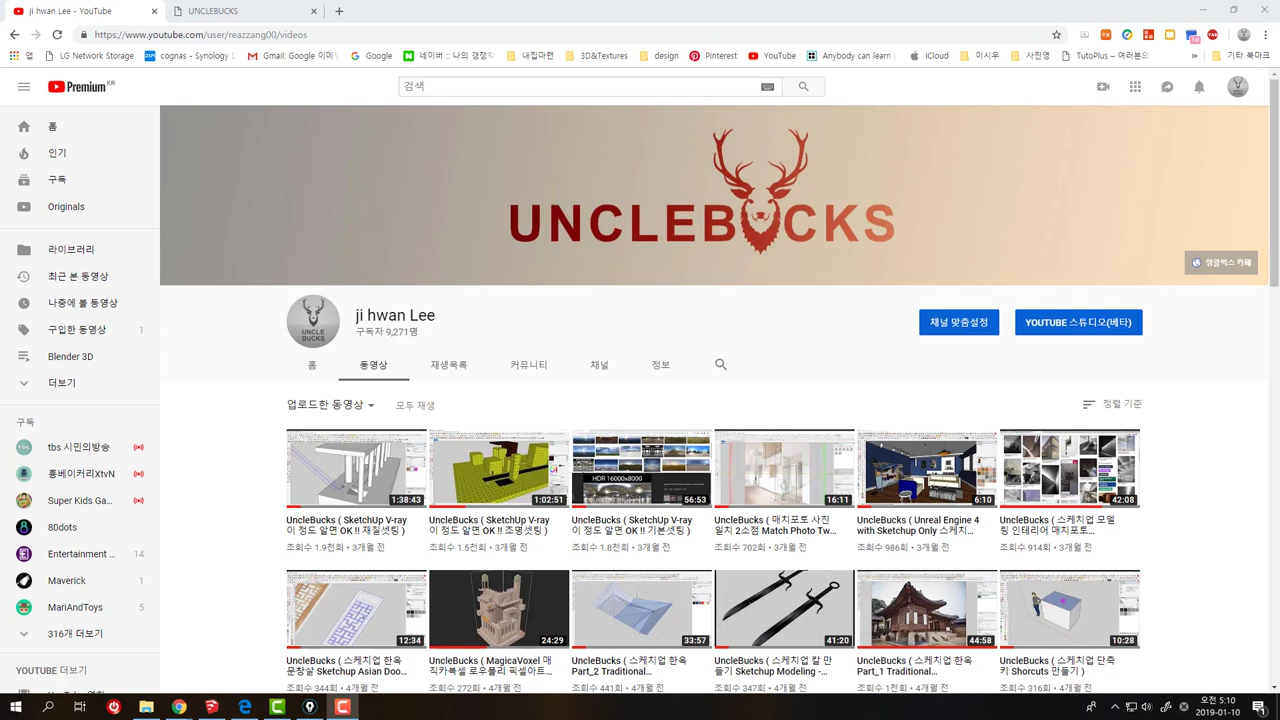 ji hwan Lee - YouTube
UNCLEBUCKS
https://www.youtube.com/user/reazzang00/videos
앱
LG Network Storage
cognas - Synology
Gmail: Google 이메
Google
네이버 :: 나의 경쟁력
내집마련
3D&Textures
design
Pinterest
YouTube
Anybody can learn
iCloud
이시우
사진영
TutoPlus – 여러분의
»
기타 북마크
Premium KR
검색
홈
인기
구독
Originals
라이브러리
최근 본 동영상
나중에 볼 동영상
구입한 동영상 1
Blender 3D
더보기
구독
tbs 시민의방송
홈베이커리XtvN
Super Kids Ga...
80dots
Entertainment ... 14
Maverick 1
MariAndToys 5
316개 더보기
YOUTUBE 더보기
UNCLEBUCKS
엉클벅스 카페
UNCLE
BUCKS
ji hwan Lee
구독자 9,271명
채널 맞춤설정
YOUTUBE 스튜디오(베타)
홈
동영상
재생목록
커뮤니티
채널
정보
업로드한 동영상
모두 재생
정렬 기준
1:38:43
1:02:51
HDR 16000x8000
56:53
16:11
6:10
42:08
UncleBucks ( SketchUp V-ray
이 정도 알면 OK !! 재질셋팅 )
조회수 1.9천회 • 3개월 전
UncleBucks ( SketchUp V-ray
이 정도 알면 OK !! 조명셋팅 )
조회수 1.5천회 • 3개월 전
UncleBucks ( SketchUp V-ray
이 정도 알면 OK !! 기본셋팅 )
조회수 1.8천회 • 3개월 전
UncleBucks ( 매치포토 사진
일치 2소점 Match Photo Tw...
조회수 702회 • 3개월 전
UncleBucks ( Unreal Engine 4
with Sketchup Only 스케치...
조회수 986회 • 3개월 전
UncleBucks ( 스케치업 모델
링 인테리어 매치포토...
조회수 914회 • 3개월 전
12:34
24:29
33:57
41:20
44:58
10:28
UncleBucks ( 스케치업 한옥
문창살 Sketchup Asian Doo...
조회수 344회 • 4개월 전
UncleBucks ( MagicaVoxel 매
직카복셀 로우폴리 픽셀아트...
조회수 272회 • 4개월 전
UncleBucks ( 스케치업 한옥
Part_2 Traditional...
조회수 441회 • 4개월 전
UncleBucks ( 스케치업 칼 만
들기 Sketchup Modeling -...
조회수 347회 • 4개월 전
UncleBucks ( 스케치업 한옥
Part_1 Traditional...
조회수 1천회 • 4개월 전
UncleBucks ( 스케치업 단축
키 Shorcuts 만들기 )
조회수 316회 • 4개월 전
오전 5:10
2019-01-10